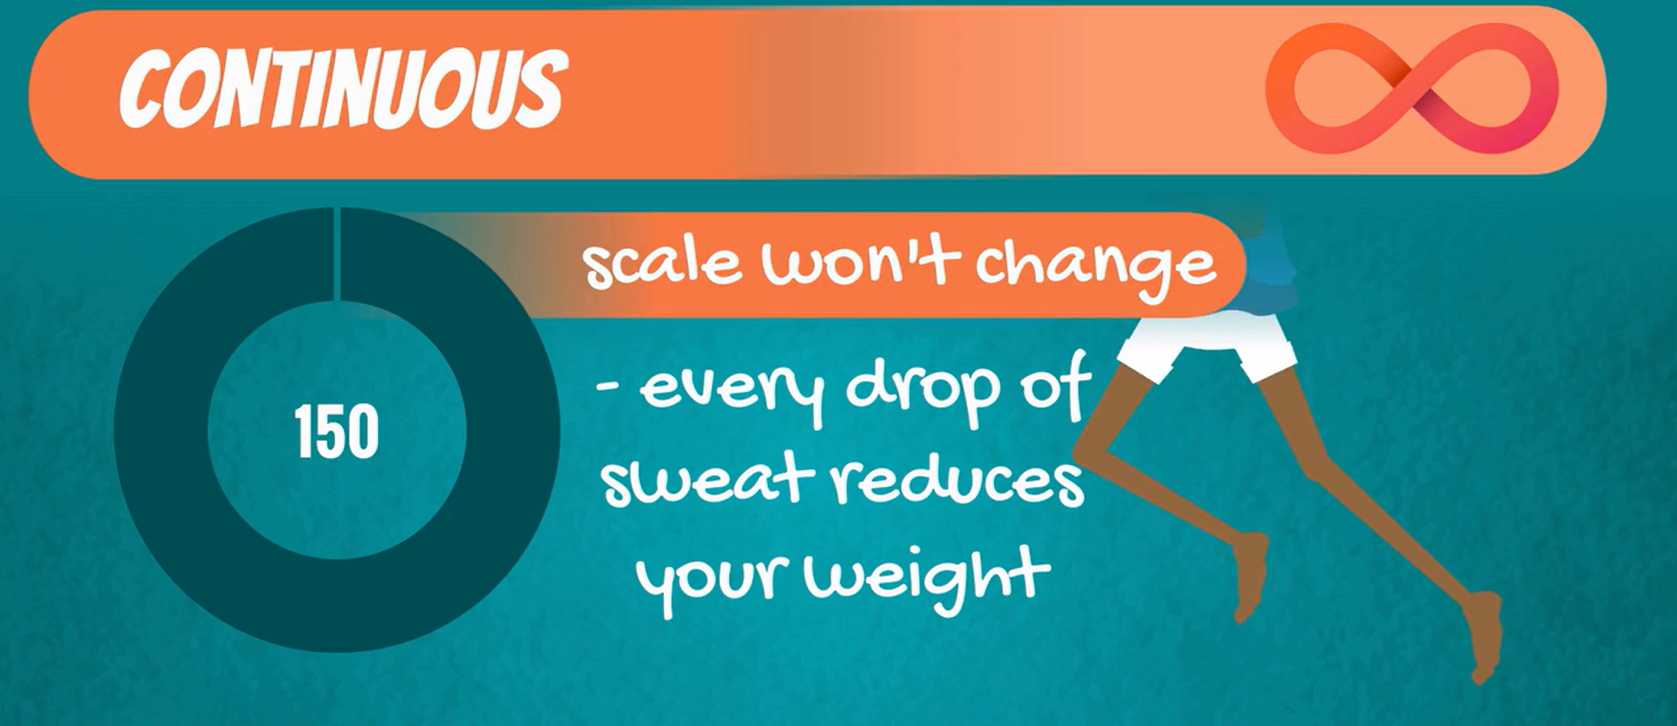 CONTINUOUS
scale won't change
- every drop of
sweat reduces
your weight
150